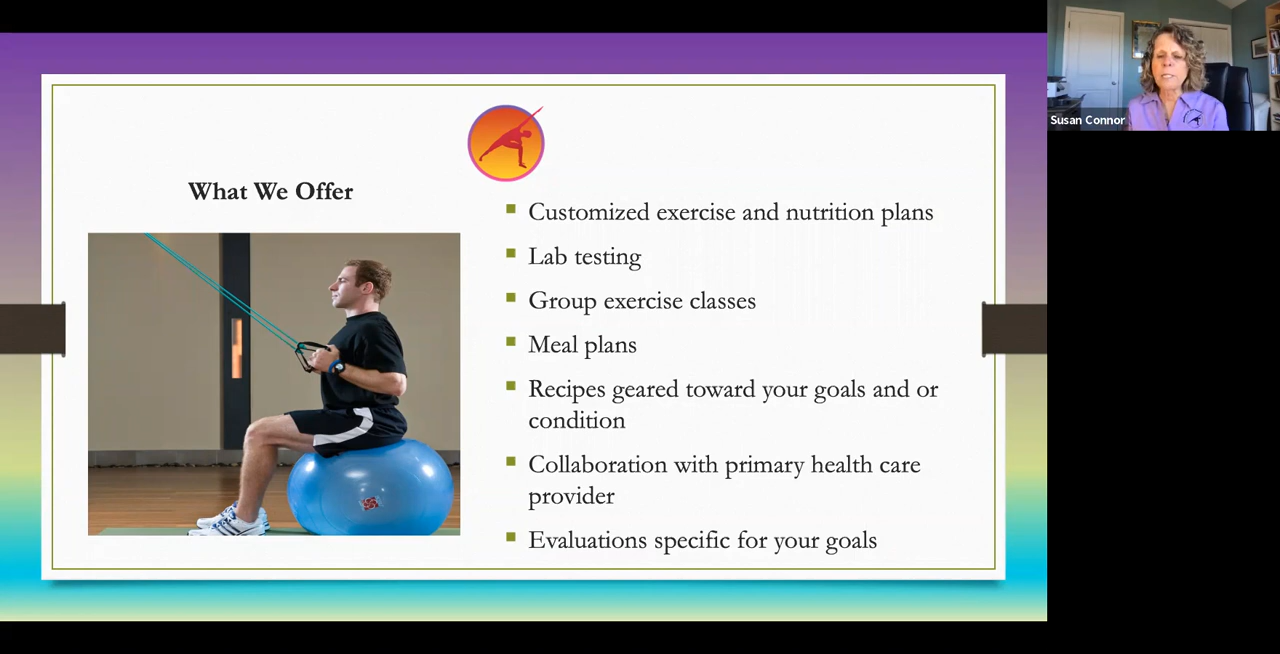 Susan Connor
What We Offer
Customized exercise and nutrition plans
Lab testing
Group exercise classes
Meal plans
Recipes geared toward your goals and or
condition
Collaboration with primary health care
provider
Evaluations specific for your goals